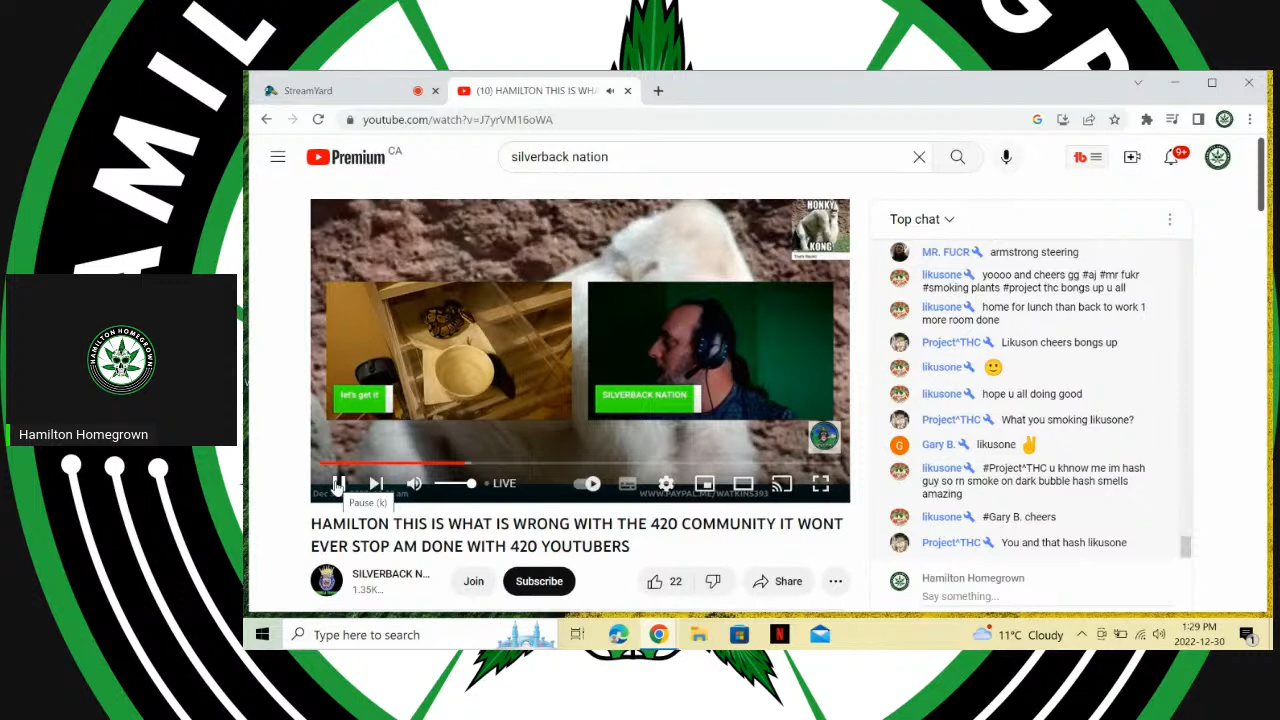 HAMIL
GR
StreamYard
(10) HAMILTON THIS IS WHA
youtube.com/watch?v=J7yrVM16oWA
Premium CA
silverback nation
9+
HONKY
KONG
let's get it
SILVERBACK NATION
LIVE
WWW.PAYPAL.ME/WATKINS393
Pause (k)
HAMILTON THIS IS WHAT IS WRONG WITH THE 420 COMMUNITY IT WONT
EVER STOP AM DONE WITH 420 YOUTUBERS
SILVERBACK N...
1.35K...
Join
Subscribe
22
Share
Top chat
MR. FUCR armstrong steering
likusone yoooo and cheers gg #aj #mr fukr
#smoking plants #project thc bongs up u all
likusone home for lunch than back to work 1
more room done
Project^THC Likuson cheers bongs up
likusone 🙂
likusone hope u all doing good
Project^THC What you smoking likusone?
G Gary B. likusone ✌
likusone #Project^THC u khnow me im hash
guy so rn smoke on dark bubble hash smells
amazing
likusone #Gary B. cheers
Project^THC You and that hash likusone
Hamilton Homegrown
Say something...
HAMILTON HOMEGROWN
Hamilton Homegrown
Type here to search
11°C Cloudy
1:29 PM
2022-12-30
1